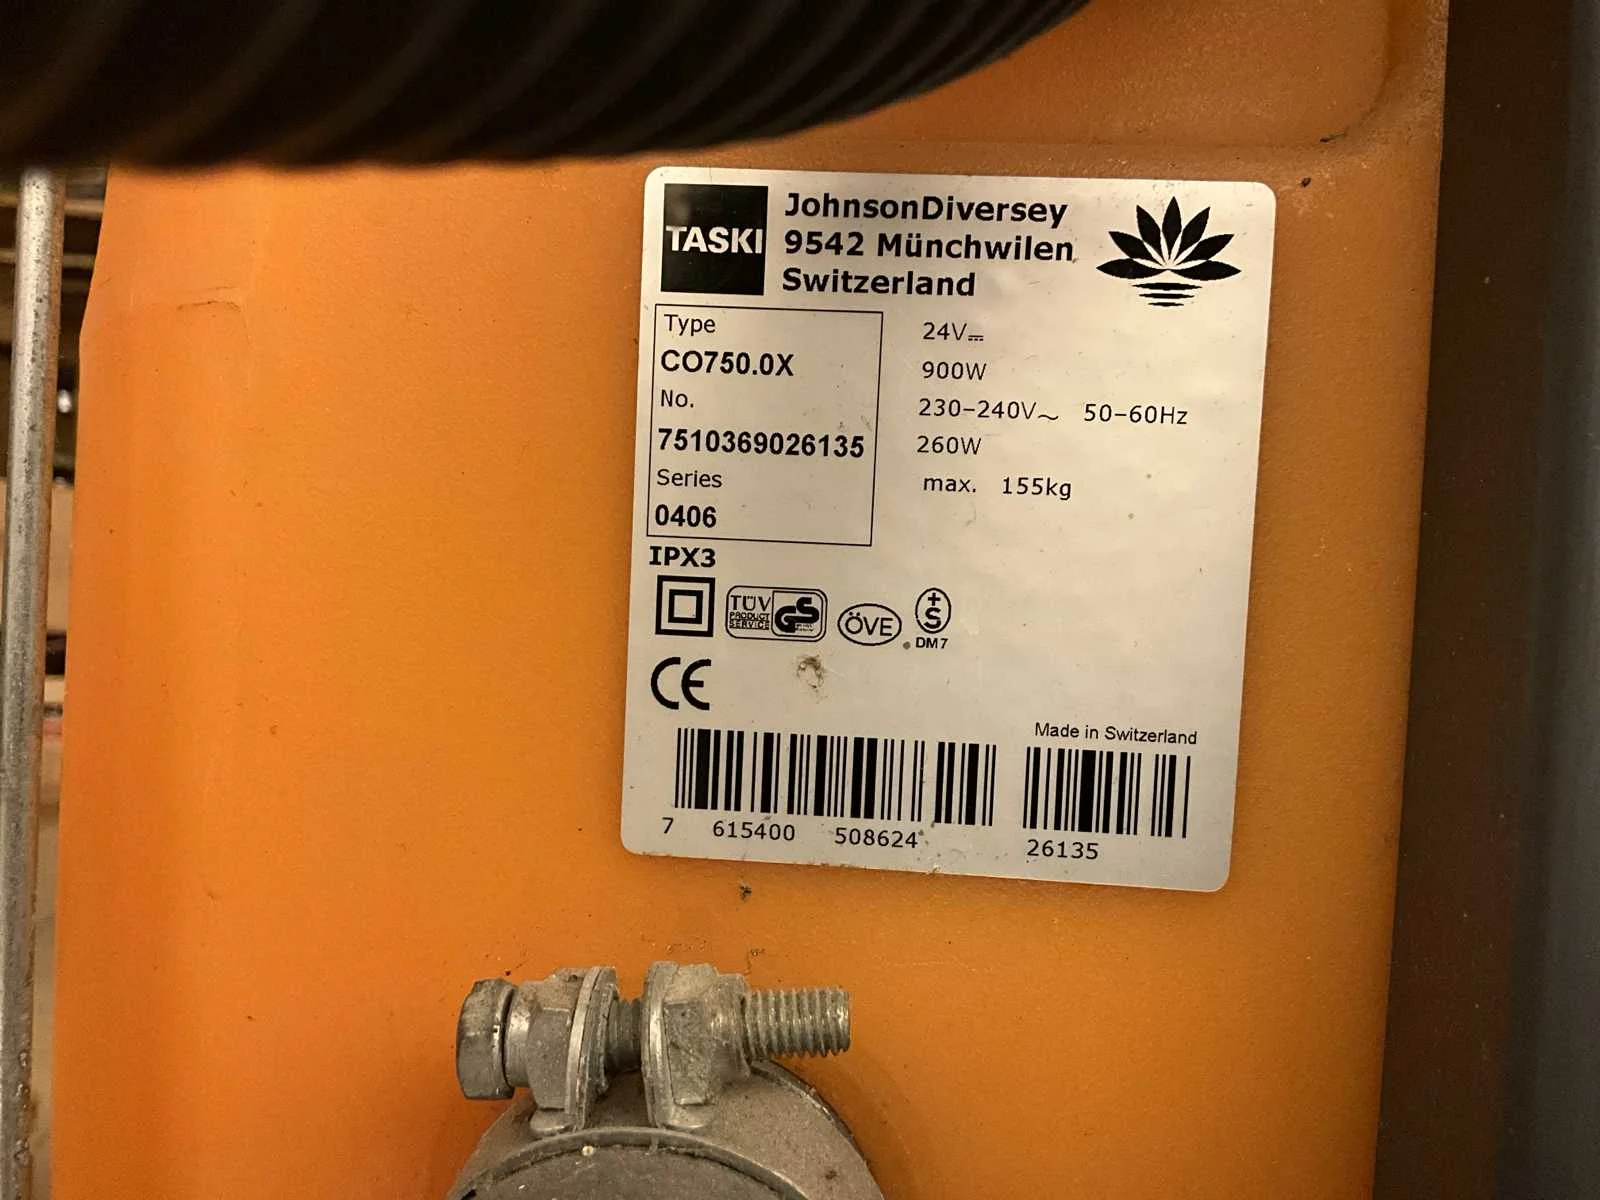 TASKI
JohnsonDiversey
9542 Münchwilen
Switzerland
Type
CO750.0X
No.
7510369026135
Series
0406
24V⎓
900W
230-240V~ 50-60Hz
260W
max. 155kg
IPX3
TÜV
PRODUCT
SERVICE
GS
ÖVE
+
S
DM7
CE
Made in Switzerland
7 615400 508624 26135